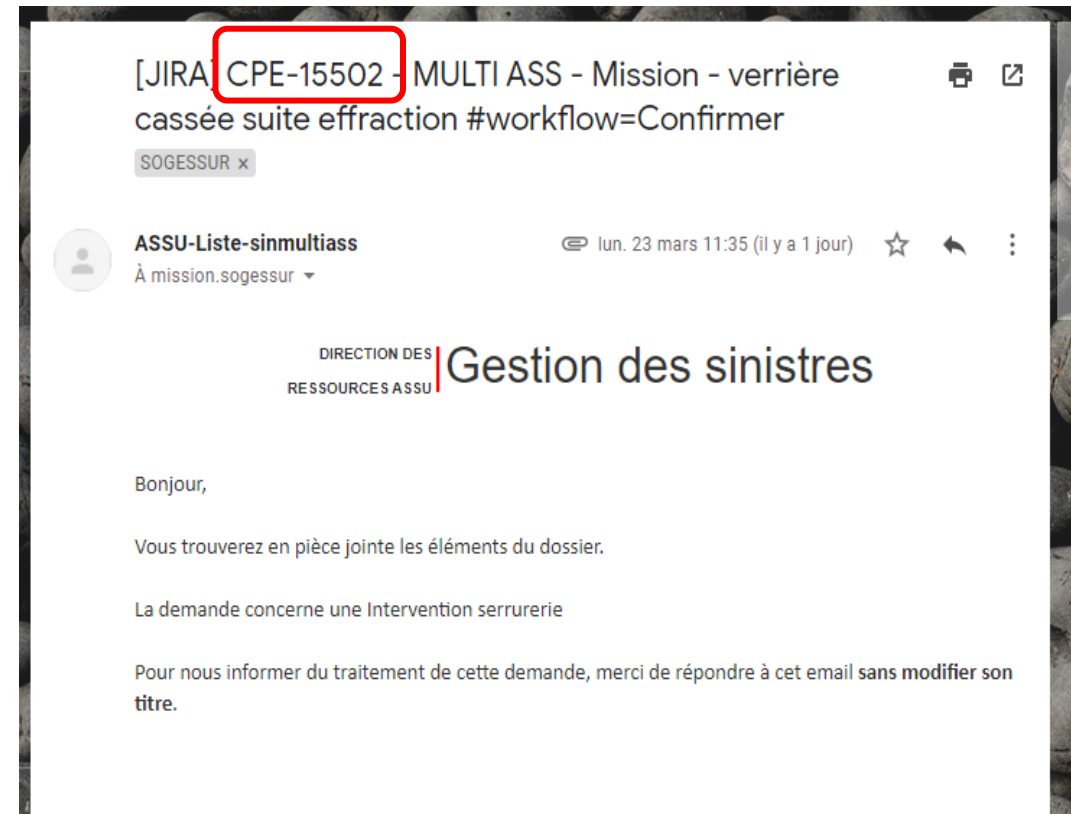 [JIRA] CPE-15502 - MULTI ASS - Mission - verrière
cassée suite effraction #workflow=Confirmer
SOGESSUR x
ASSU-Liste-sinmultiass
lun. 23 mars 11:35 (il y a 1 jour)
À mission.sogessur
DIRECTION DES
RESSOURCES ASSU
Gestion des sinistres
Bonjour,
Vous trouverez en pièce jointe les éléments du dossier.
La demande concerne une Intervention serrurerie
Pour nous informer du traitement de cette demande, merci de répondre à cet email sans modifier son
titre.